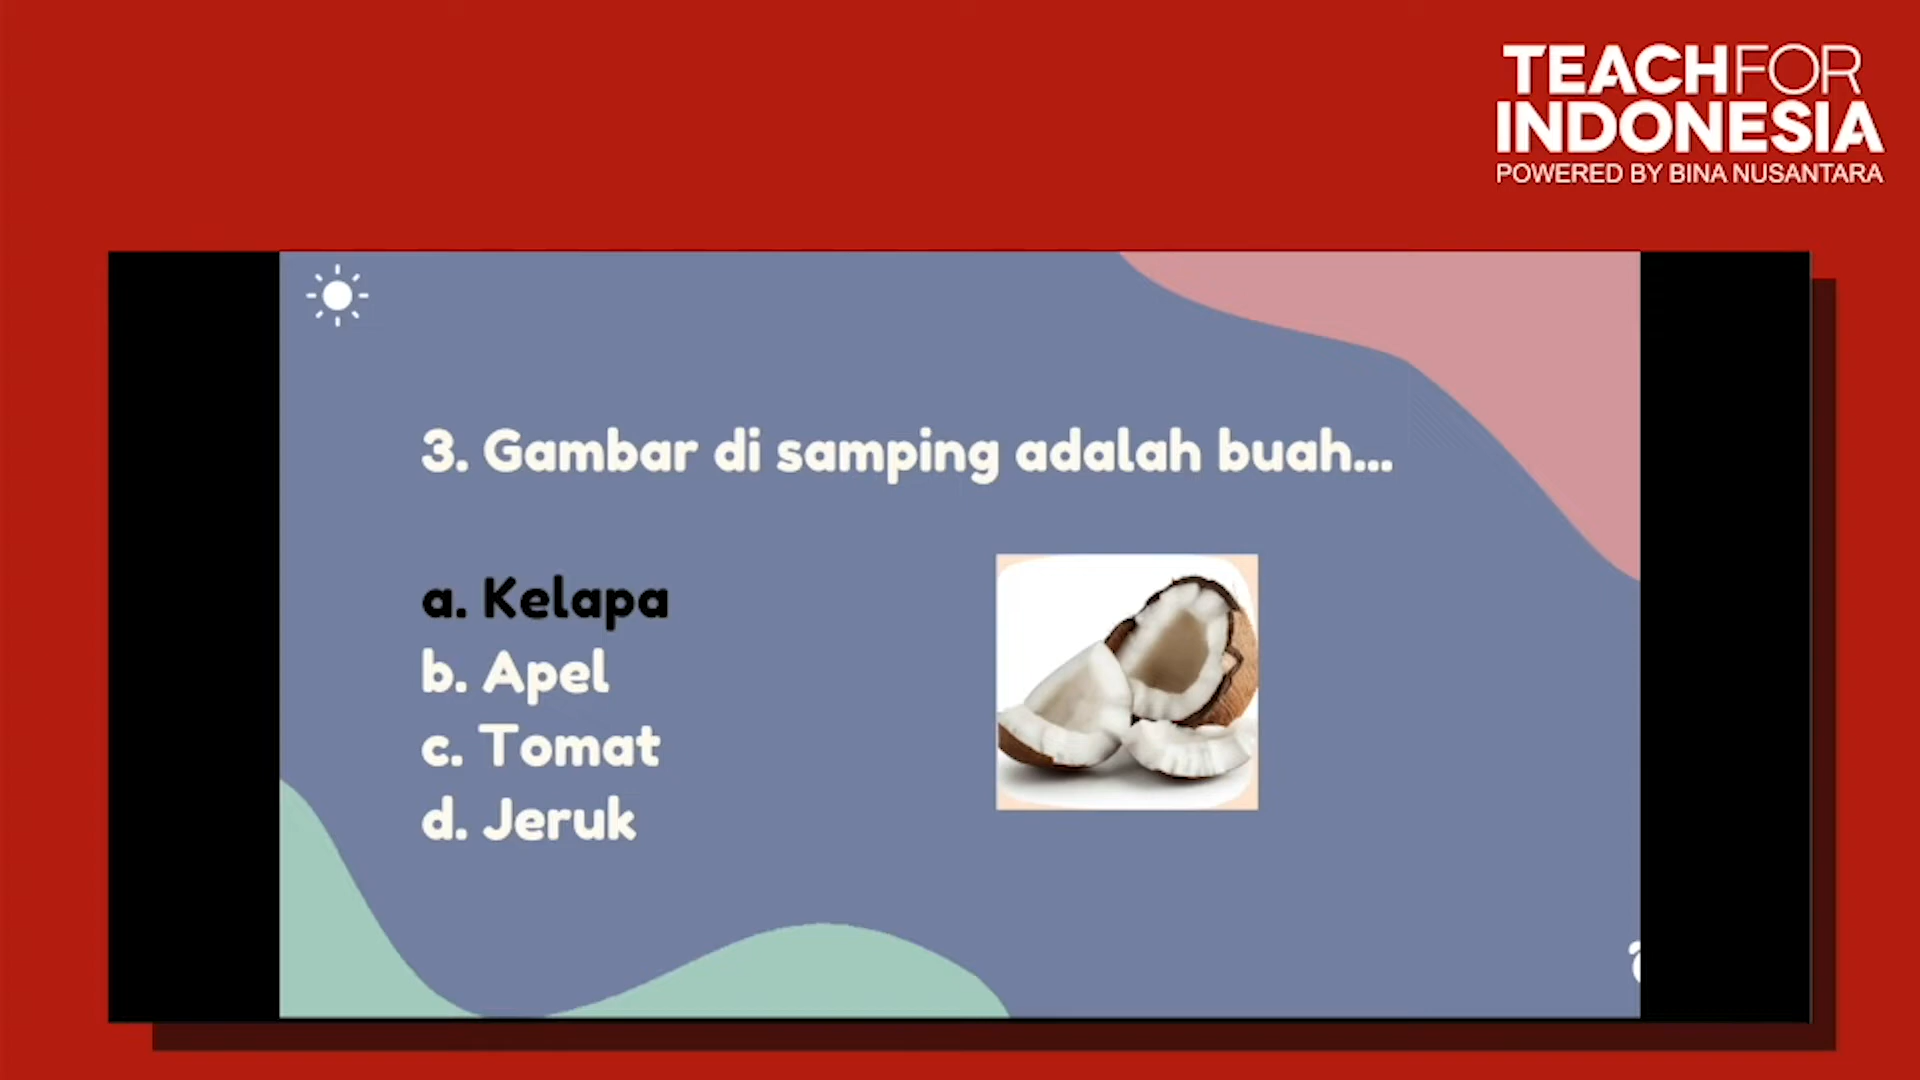 TEACHFOR
INDONESIA
POWERED BY BINA NUSANTARA
3. Gambar di samping adalah buah...
a. Kelapa
b. Apel
c. Tomat
d. Jeruk